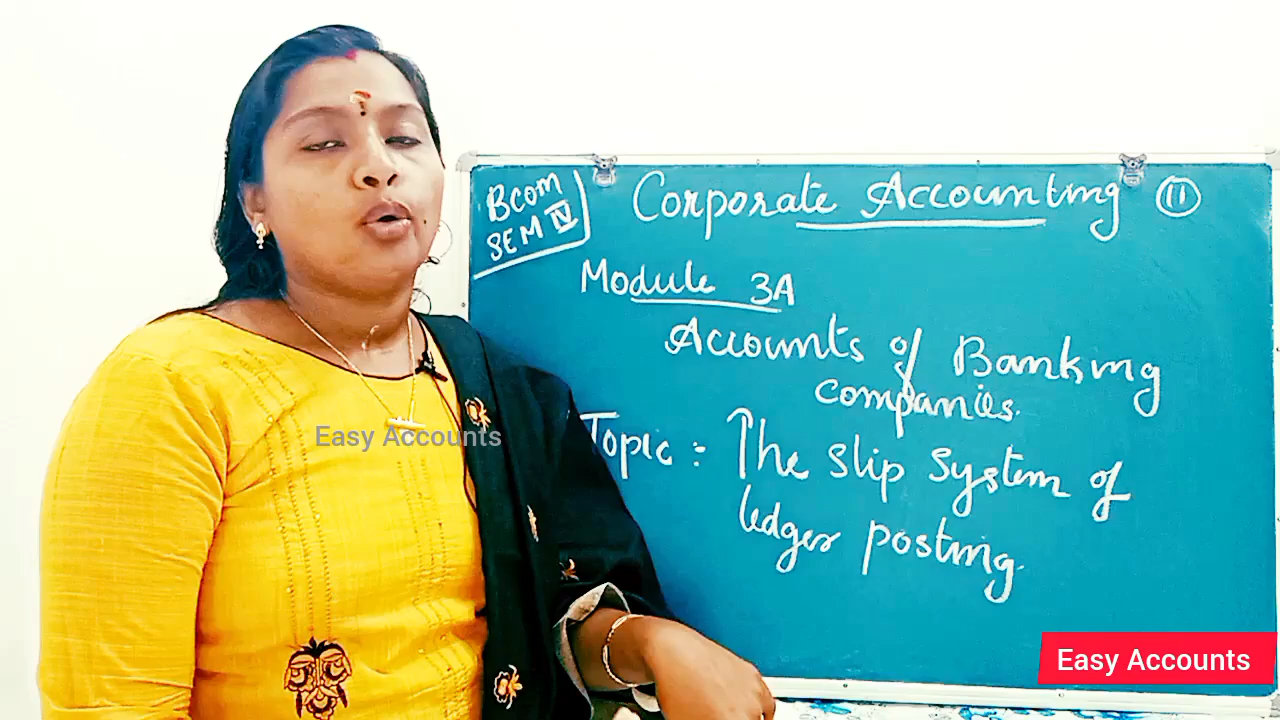 Bcom
SEM IV
Corporate Accounting 11
Module 3A
Accounts of Banking
companies.
Topic : The slip system of
ledger posting.
Easy Accounts
Easy Accounts